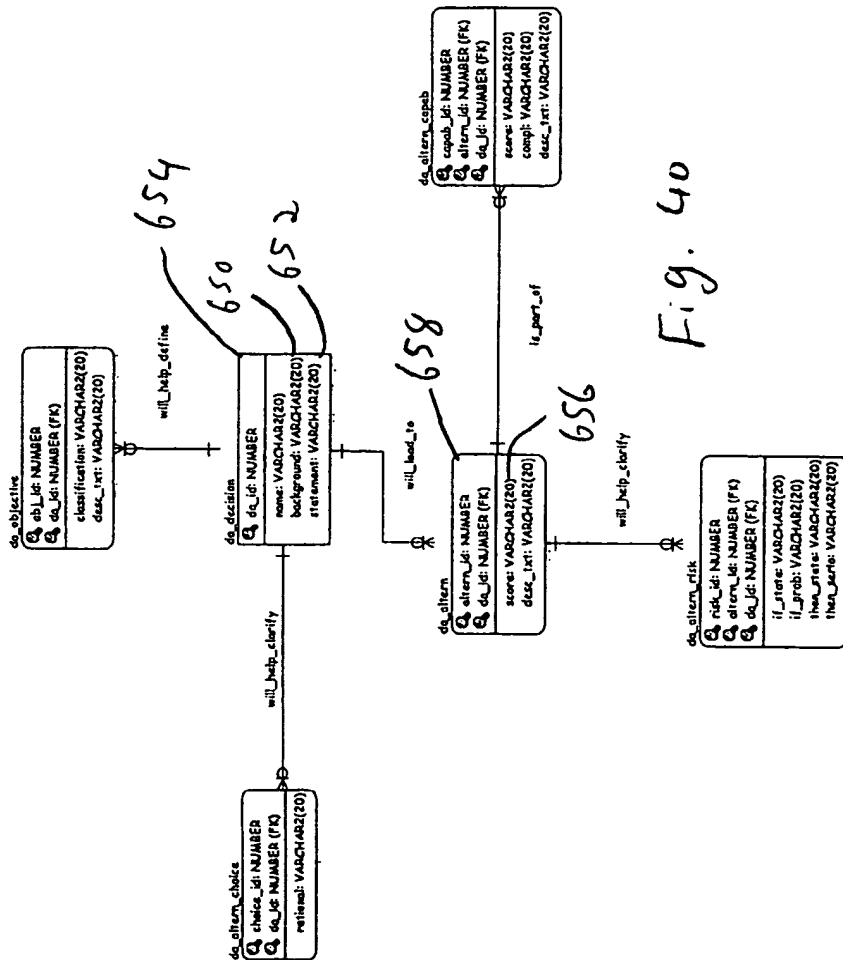 da_objective
obj_id: NUMBER
da_id: NUMBER (FK)
classification: VARCHAR2(20)
desc_txt: VARCHAR2(20)
will_help_define
654
da_decision
da_id: NUMBER
name: VARCHAR2(20)
background: VARCHAR2(20)
statement: VARCHAR2(20)
650
652
will_help_clarify
da_altern_choice
choice_id: NUMBER
da_id: NUMBER (FK)
rational: VARCHAR2(20)
will_lead_to
da_altern
altern_id: NUMBER
da_id: NUMBER (FK)
score: VARCHAR2(20)
desc_txt: VARCHAR2(20)
658
656
is_part_of
da_altern_capab
capab_id: NUMBER
altern_id: NUMBER (FK)
da_id: NUMBER (FK)
score: VARCHAR2(20)
compl: VARCHAR2(20)
desc_txt: VARCHAR2(20)
will_help_clarify
da_altern_risk
risk_id: NUMBER
altern_id: NUMBER (FK)
da_id: NUMBER (FK)
if_state: VARCHAR2(20)
if_prob: VARCHAR2(20)
then_state: VARCHAR2(20)
then_serio: VARCHAR2(20)
Fig. 40